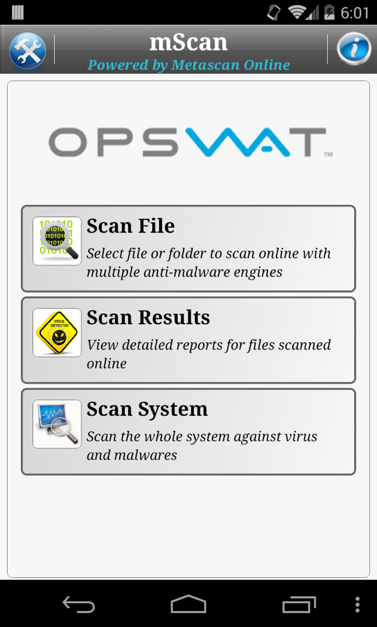 6:01
mScan
Powered by Metascan Online
OPSWAT™
Scan File
Select file or folder to scan online with
multiple anti-malware engines
VIRUS
DETECTED
Scan Results
View detailed reports for files scanned
online
Scan System
Scan the whole system against virus
and malwares